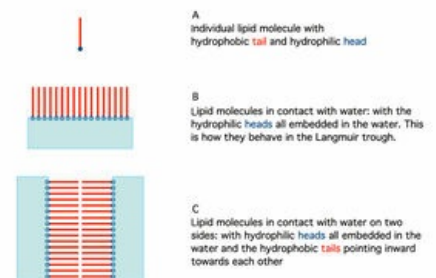 A
Individual lipid molecule with
hydrophobic tail and hydrophilic head
B
Lipid molecules in contact with water: with the
hydrophilic heads all embedded in the water. This
is how they behave in the Langmuir trough.
C
Lipid molecules in contact with water on two
sides: with hydrophilic heads all embedded in the
water and the hydrophobic tails pointing inward
towards each other